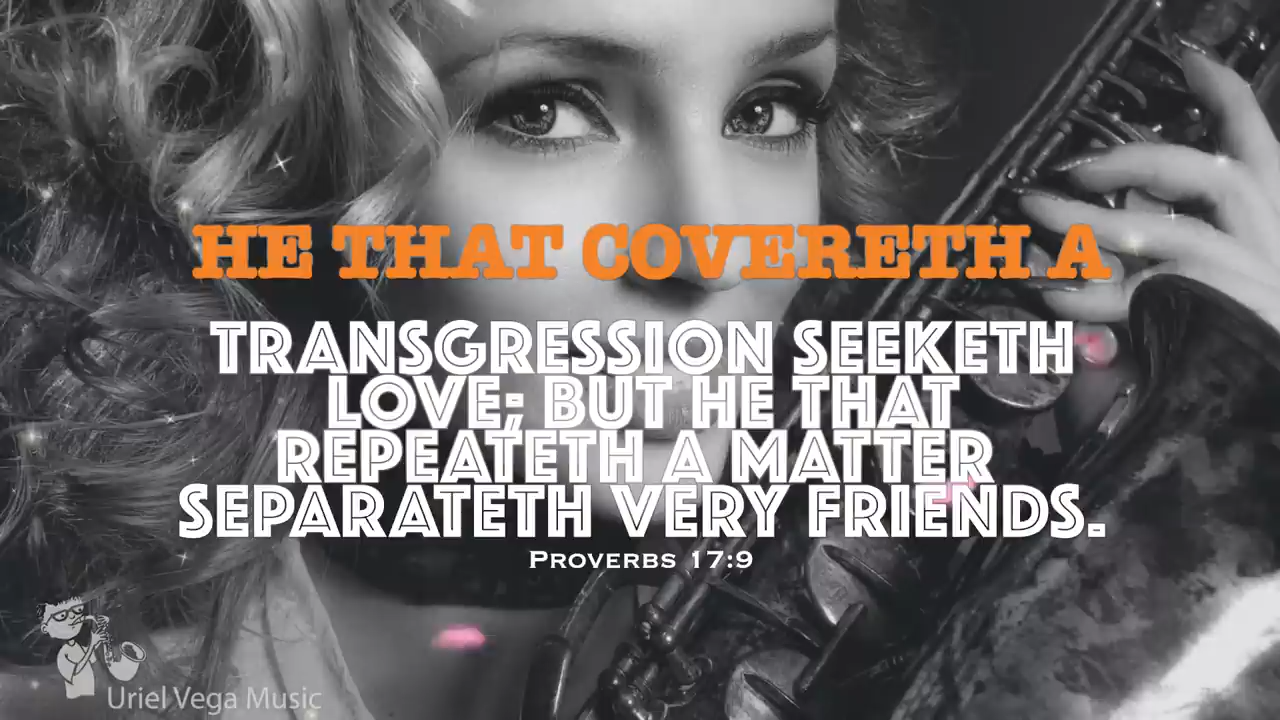 HE THAT COVERETH A
TRANSGRESSION SEEKETH
LOVE; BUT HE THAT
REPEATETH A MATTER
SEPARATETH VERY FRIENDS.
PROVERBS 17:9
Uriel Vega Music